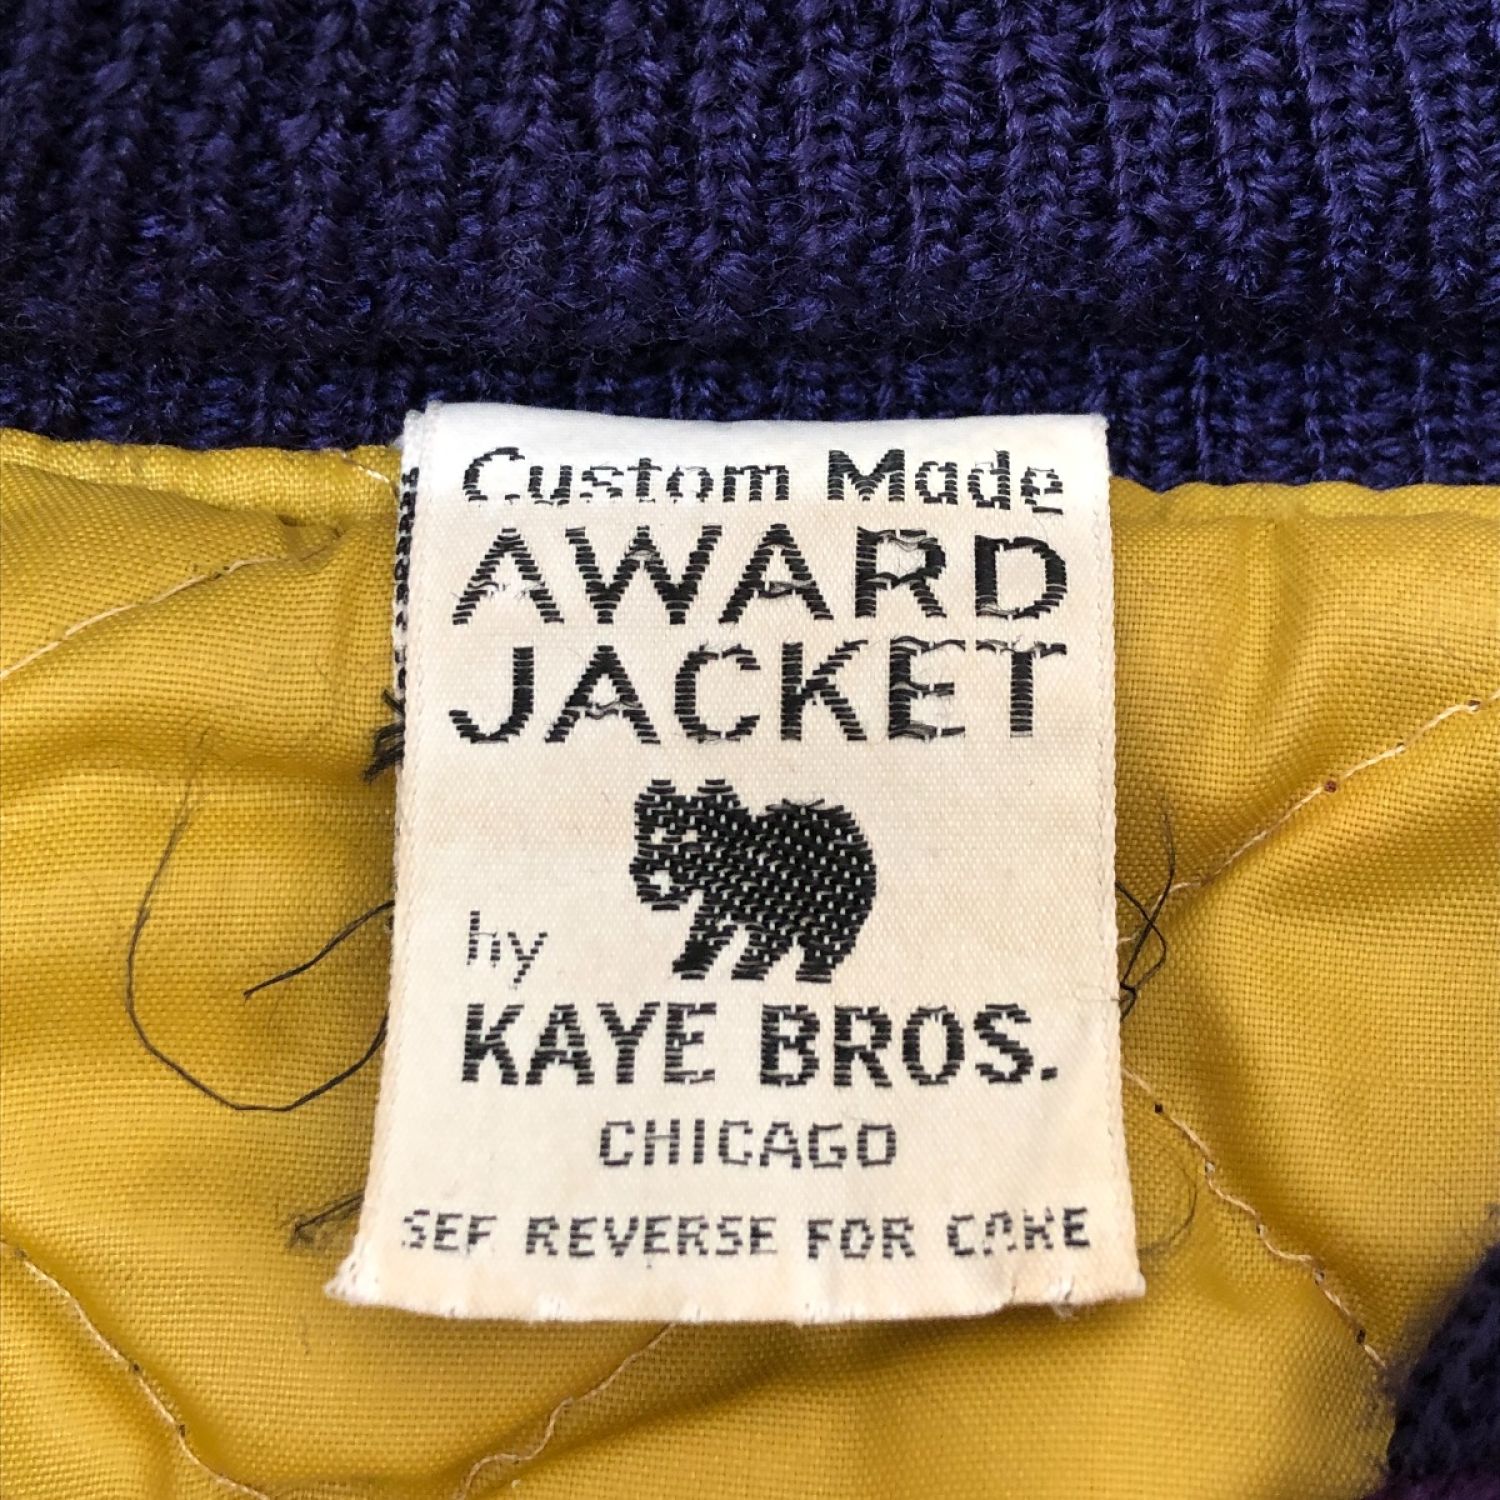 Custom Made
AWARD
JACKET
by
KAYE BROS.
CHICAGO
SEE REVERSE FOR CARE